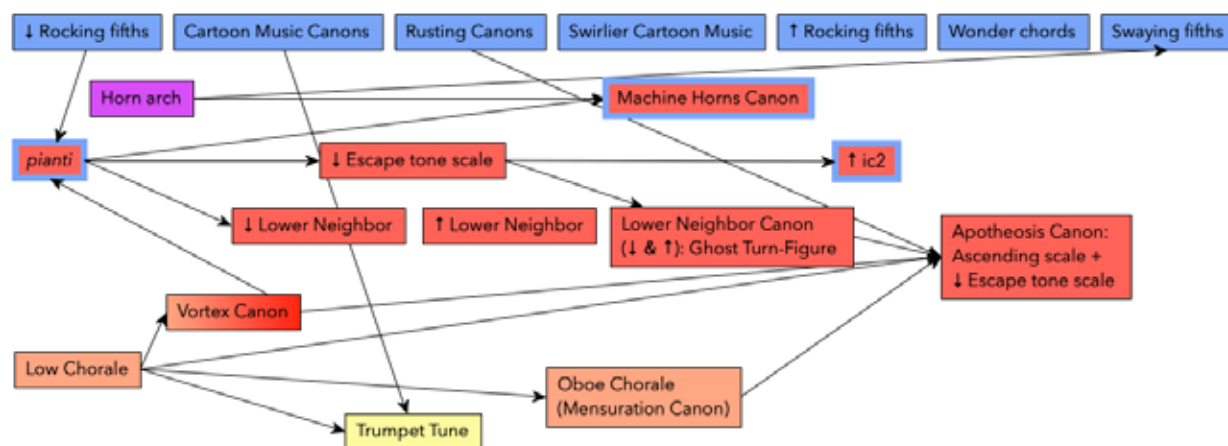 ↓ Rocking fifths
Cartoon Music Canons
Rusting Canons
Swirlier Cartoon Music
↑ Rocking fifths
Wonder chords
Swaying fifths
Horn arch
Machine Horns Canon
pianti
↓ Escape tone scale
↑ ic2
↓ Lower Neighbor
↑ Lower Neighbor
Lower Neighbor Canon
(↓ & ↑): Ghost Turn-Figure
Apotheosis Canon:
Ascending scale +
↓ Escape tone scale
Vortex Canon
Low Chorale
Oboe Chorale
(Mensuration Canon)
Trumpet Tune